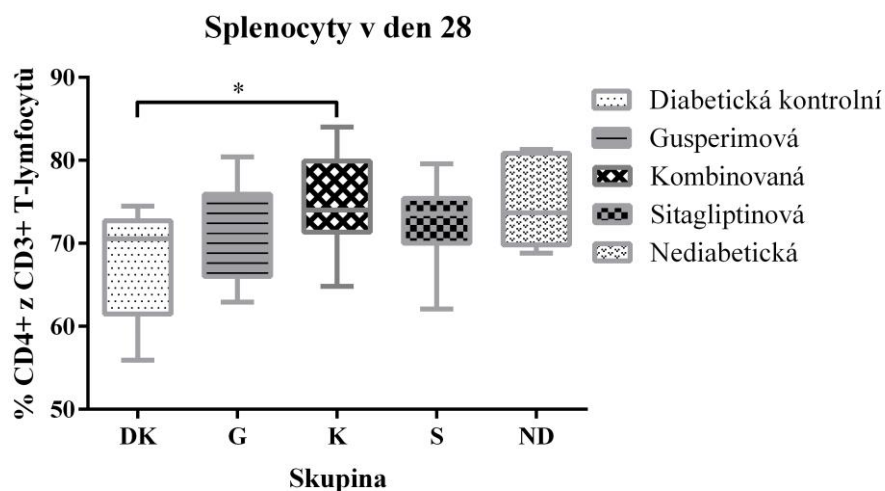 Splenocyty v den 28
% CD4+ z CD3+ T-lymfocytů
90
80
70
60
50
*
DK
G
K
S
ND
Skupina
Diabetická kontrolní
Gusperimová
Kombinovaná
Sitagliptinová
Nediabetická